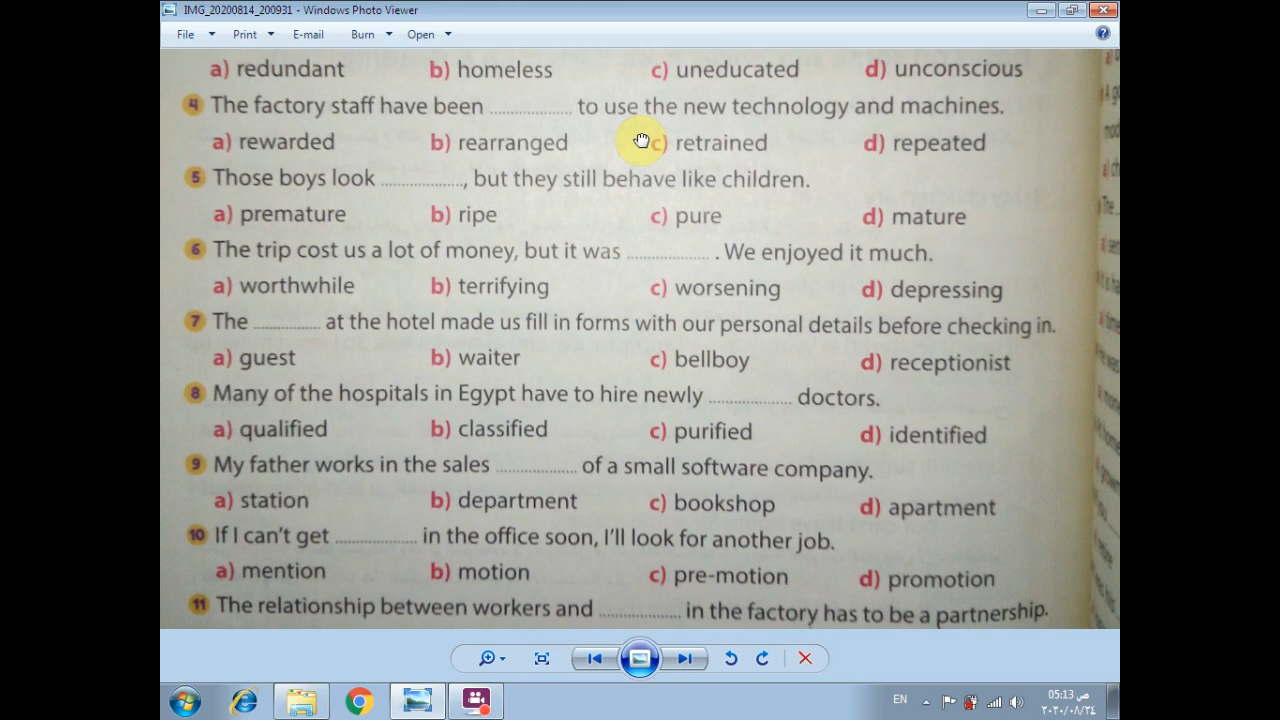 IMG_20200814_200931 - Windows Photo Viewer
File Print E-mail Burn Open
a) redundant b) homeless c) uneducated d) unconscious
4 The factory staff have been .................. to use the new technology and machines.
a) rewarded b) rearranged c) retrained d) repeated
5 Those boys look .................., but they still behave like children.
a) premature b) ripe c) pure d) mature
6 The trip cost us a lot of money, but it was .................. . We enjoyed it much.
a) worthwhile b) terrifying c) worsening d) depressing
7 The .................. at the hotel made us fill in forms with our personal details before checking in.
a) guest b) waiter c) bellboy d) receptionist
8 Many of the hospitals in Egypt have to hire newly .................. doctors.
a) qualified b) classified c) purified d) identified
9 My father works in the sales .................. of a small software company.
a) station b) department c) bookshop d) apartment
10 If I can't get .................. in the office soon, I'll look for another job.
a) mention b) motion c) pre-motion d) promotion
11 The relationship between workers and .................. in the factory has to be a partnership.
EN
05:13 ص
٢٠٢٠/٠٨/٢٤